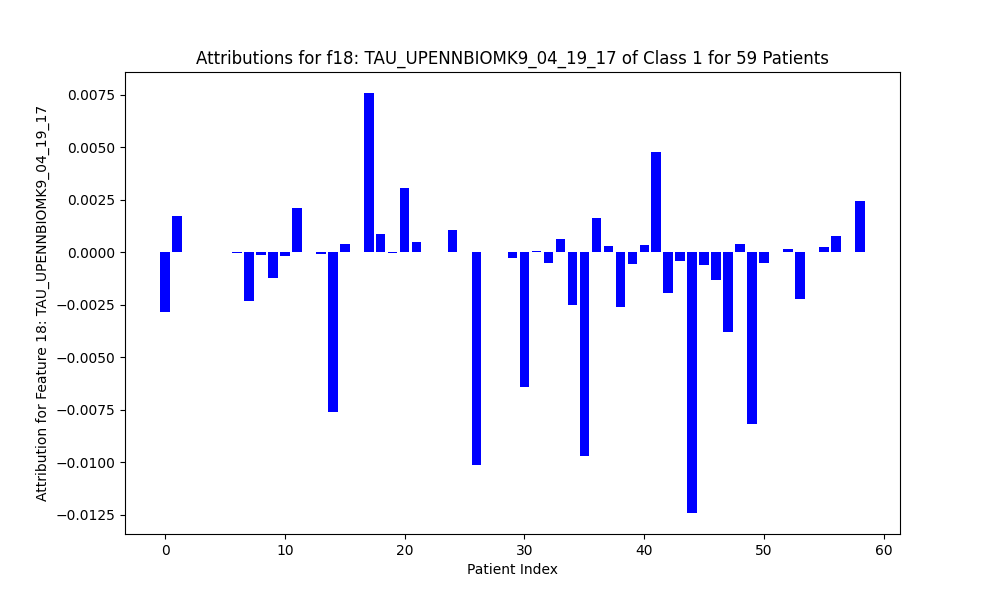 Attributions for f18: TAU_UPENNBIOMK9_04_19_17 of Class 1 for 59 Patients
Attribution for Feature 18: TAU_UPENNBIOMK9_04_19_17
0.0075
0.0050
0.0025
0.0000
−0.0025
−0.0050
−0.0075
−0.0100
−0.0125
0 10 20 30 40 50 60
Patient Index